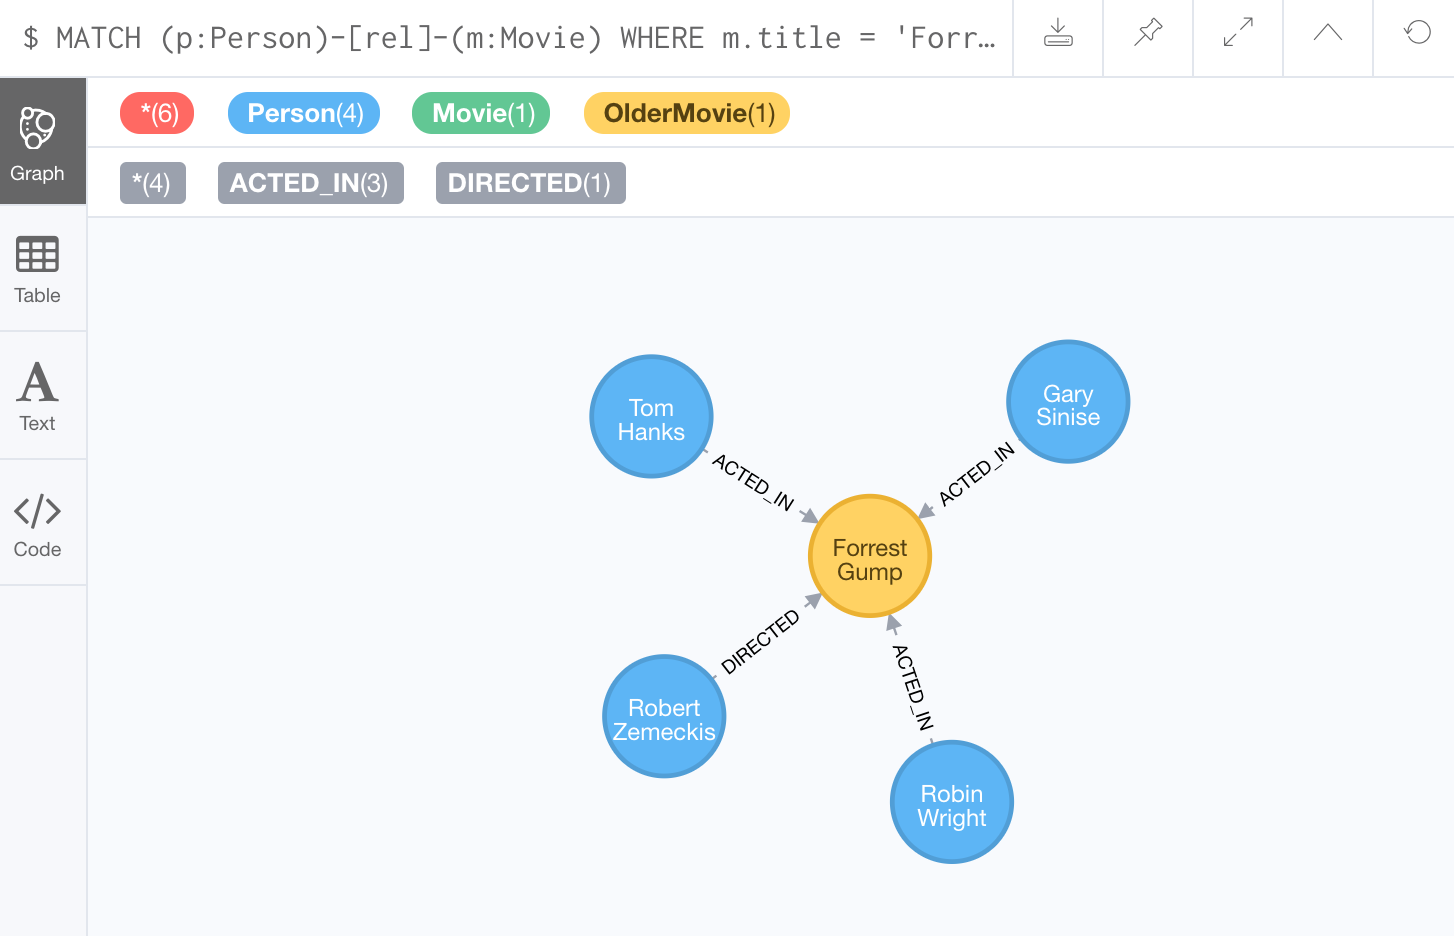 $ MATCH (p:Person)-[rel]-(m:Movie) WHERE m.title = 'Forr…
*(6) Person(4) Movie(1) OlderMovie(1)
*(4) ACTED_IN(3) DIRECTED(1)
Graph
Table
Text
Code
Tom
Hanks
Gary
Sinise
ACTED_IN
ACTED_IN
Forrest
Gump
DIRECTED
ACTED_IN
Robert
Zemeckis
Robin
Wright